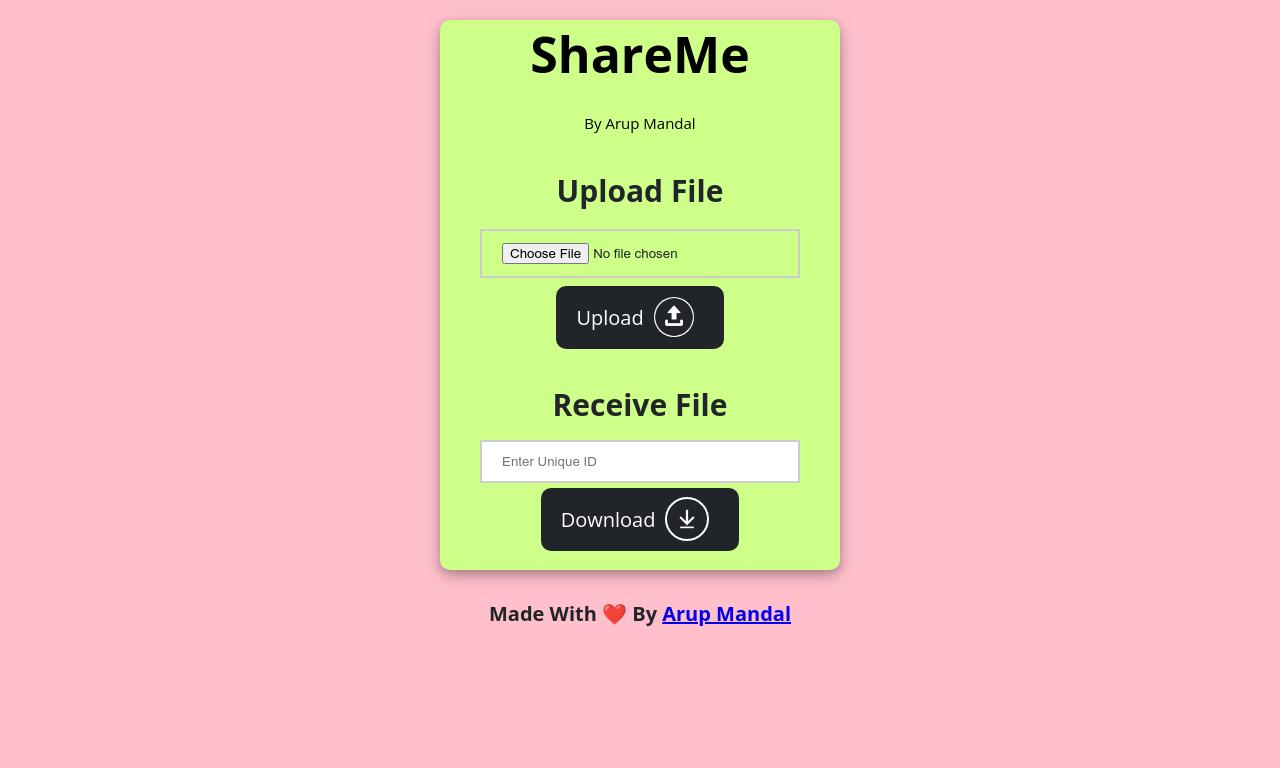 ShareMe
By Arup Mandal
Upload File
Choose File No file chosen
Upload
Receive File
Enter Unique ID
Download
Made With ❤️ By Arup Mandal